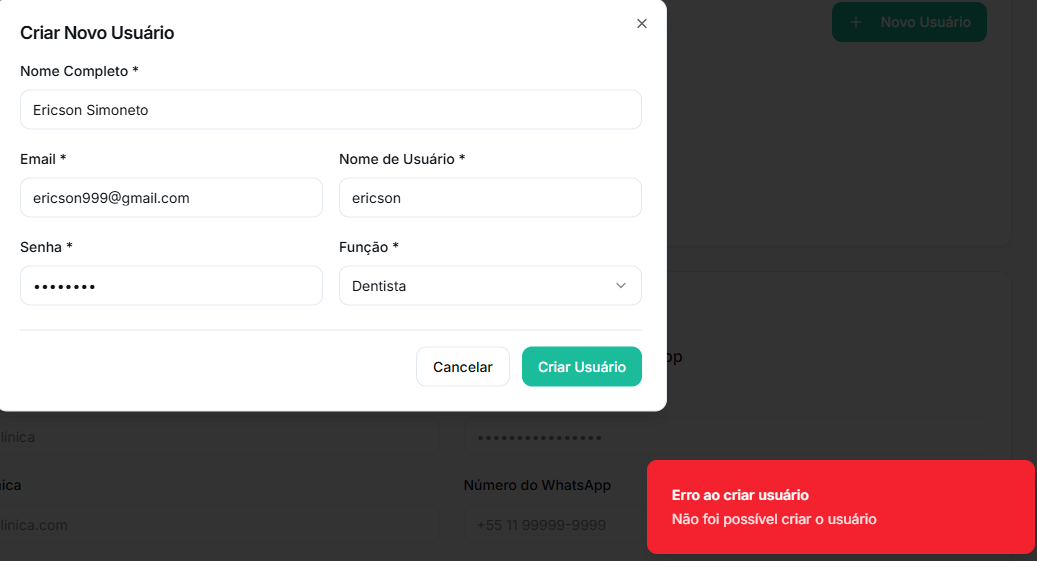 Criar Novo Usuário
+ Novo Usuário
Nome Completo *
Ericson Simoneto
Email *
Nome de Usuário *
ericson999@gmail.com
ericson
Senha *
Função *
••••••••
Dentista
Cancelar
Criar Usuário
pp
línica
••••••••••••••••
ica
Número do WhatsApp
linica.com
+55 11 99999-9999
Erro ao criar usuário
Não foi possível criar o usuário